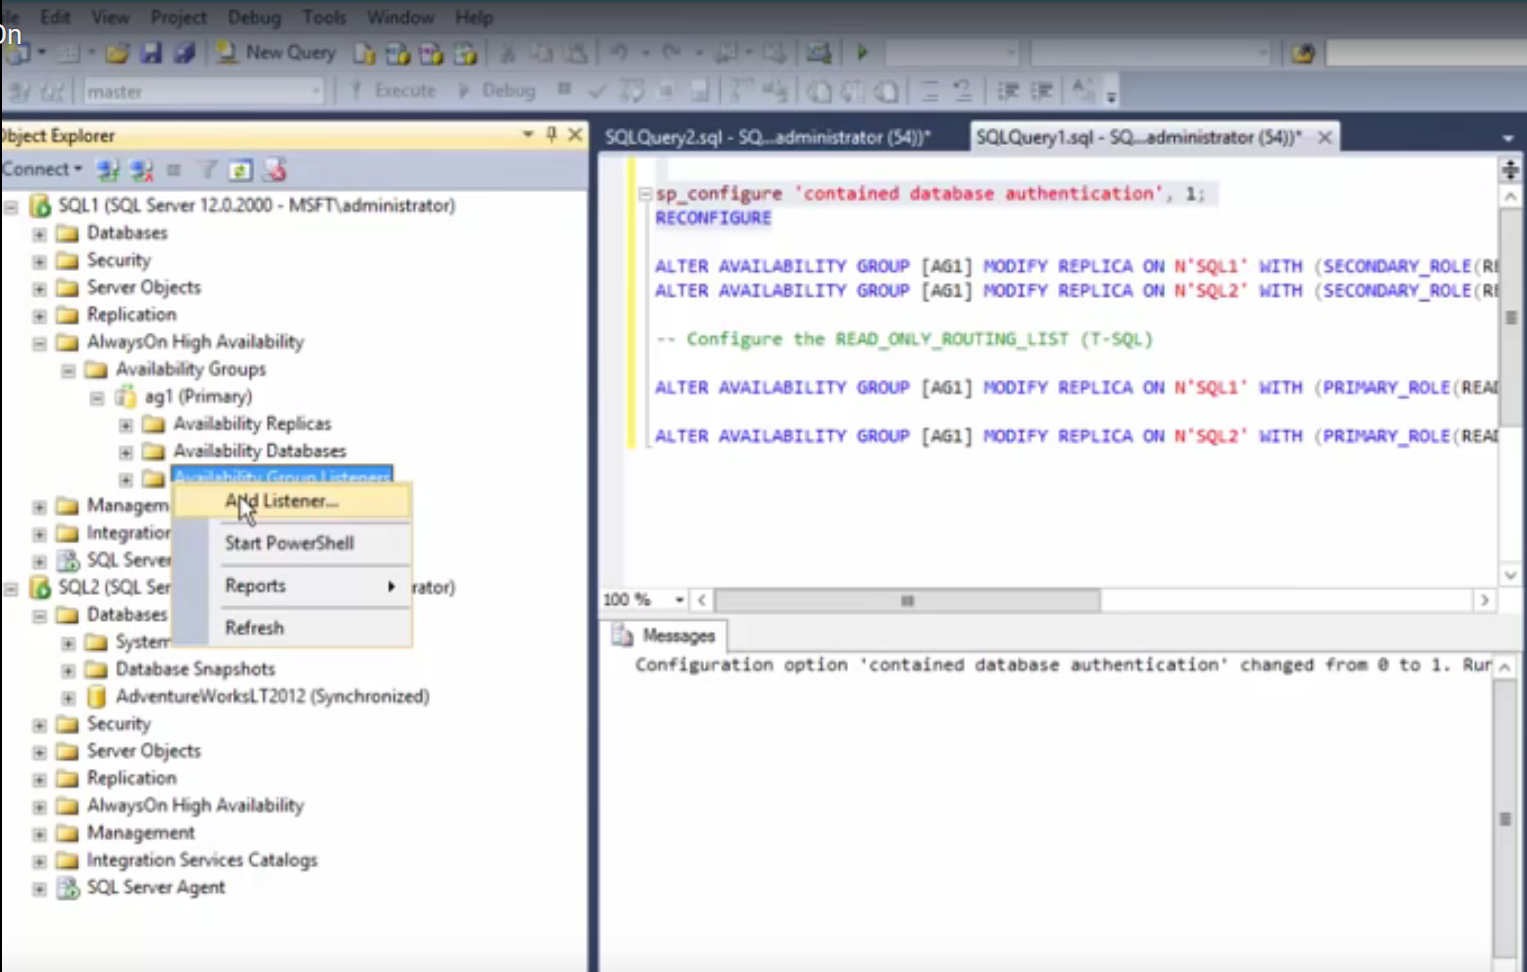 le Edit View Project Debug Tools Window Help
On
New Query
master Execute Debug
Object Explorer
Connect
SQL1 (SQL Server 12.0.2000 - MSFT\administrator)
Databases
Security
Server Objects
Replication
AlwaysOn High Availability
Availability Groups
ag1 (Primary)
Availability Replicas
Availability Databases
Availability Group Listeners
Managem
Integration
SQL Server
SQL2 (SQL Ser rator)
Databases
System
Database Snapshots
AdventureWorksLT2012 (Synchronized)
Security
Server Objects
Replication
AlwaysOn High Availability
Management
Integration Services Catalogs
SQL Server Agent
Add Listener...
Start PowerShell
Reports
Refresh
SQLQuery2.sql - SQ...administrator (54))*
SQLQuery1.sql - SQ...administrator (54))*
sp_configure 'contained database authentication', 1;
RECONFIGURE
ALTER AVAILABILITY GROUP [AG1] MODIFY REPLICA ON N'SQL1' WITH (SECONDARY_ROLE(RE
ALTER AVAILABILITY GROUP [AG1] MODIFY REPLICA ON N'SQL2' WITH (SECONDARY_ROLE(RE
-- Configure the READ_ONLY_ROUTING_LIST (T-SQL)
ALTER AVAILABILITY GROUP [AG1] MODIFY REPLICA ON N'SQL1' WITH (PRIMARY_ROLE(READ
ALTER AVAILABILITY GROUP [AG1] MODIFY REPLICA ON N'SQL2' WITH (PRIMARY_ROLE(READ
100 %
Messages
Configuration option 'contained database authentication' changed from 0 to 1. Run